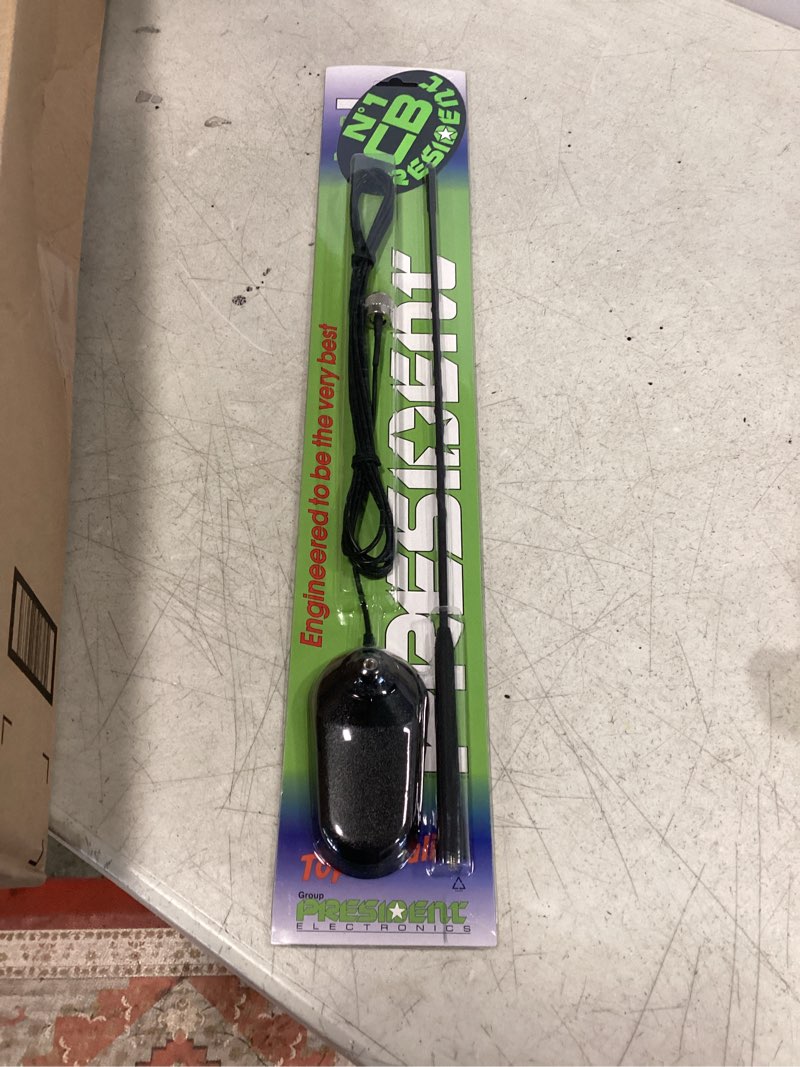 N°1
CB
PRESIDENT
PRESIDENT
Engineered to be the very best
Group
PRESIDENT
ELECTRONICS